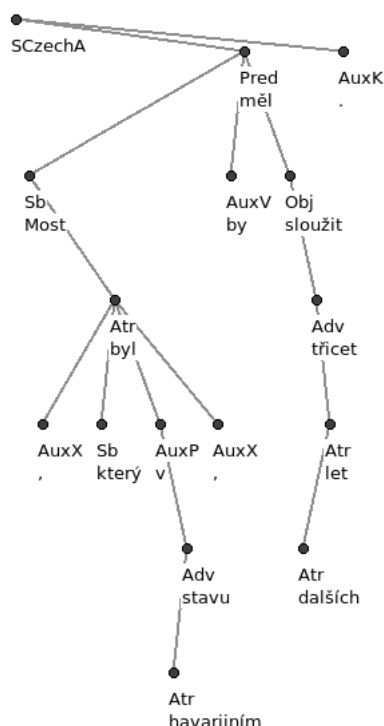 SCzechA
Pred AuxK
měl .
Sb AuxV Obj
Most by sloužit
Atr Adv
byl třicet
AuxX Sb AuxP AuxX Atr
, který v , let
Adv Atr
stavu dalších
Atr
havarijním